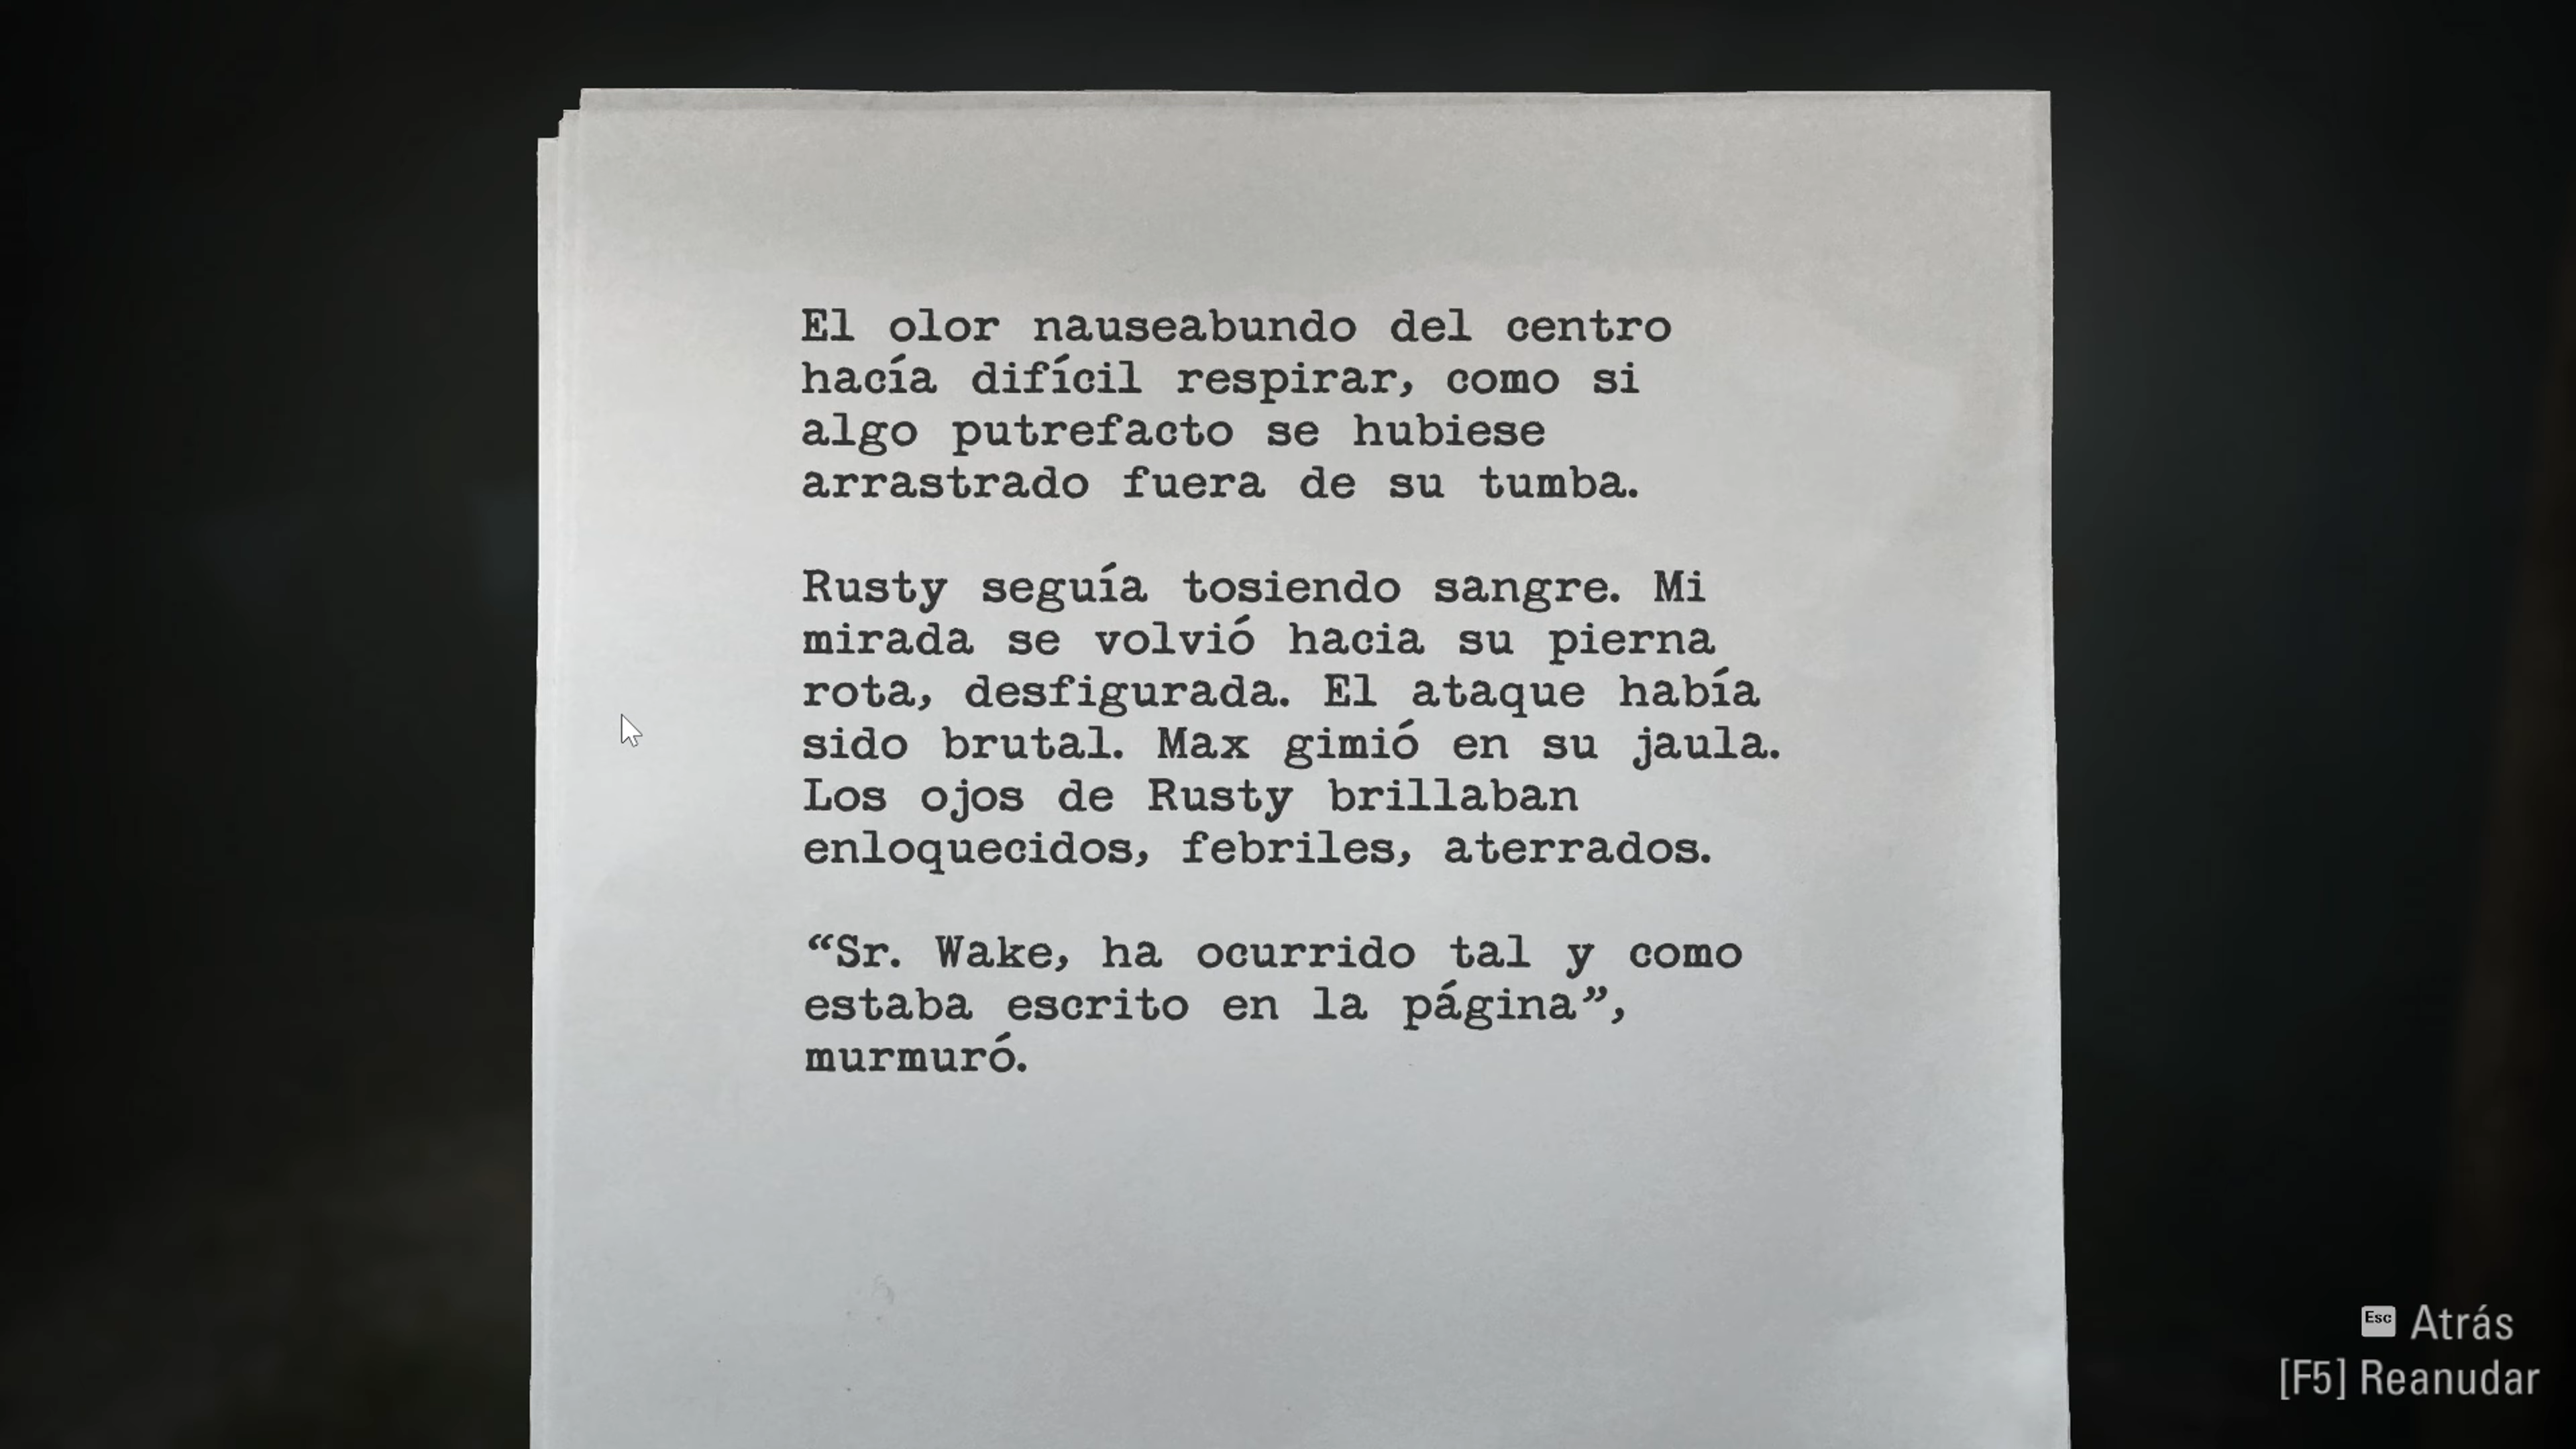 El olor nauseabundo del centro
hacía difícil respirar, como si
algo putrefacto se hubiese
arrastrado fuera de su tumba.
Rusty seguía tosiendo sangre. Mi
mirada se volvió hacia su pierna
rota, desfigurada. El ataque había
sido brutal. Max gimió en su jaula.
Los ojos de Rusty brillaban
enloquecidos, febriles, aterrados.
“Sr. Wake, ha ocurrido tal y como
estaba escrito en la página”,
murmuró.
Esc Atrás
[F5] Reanudar